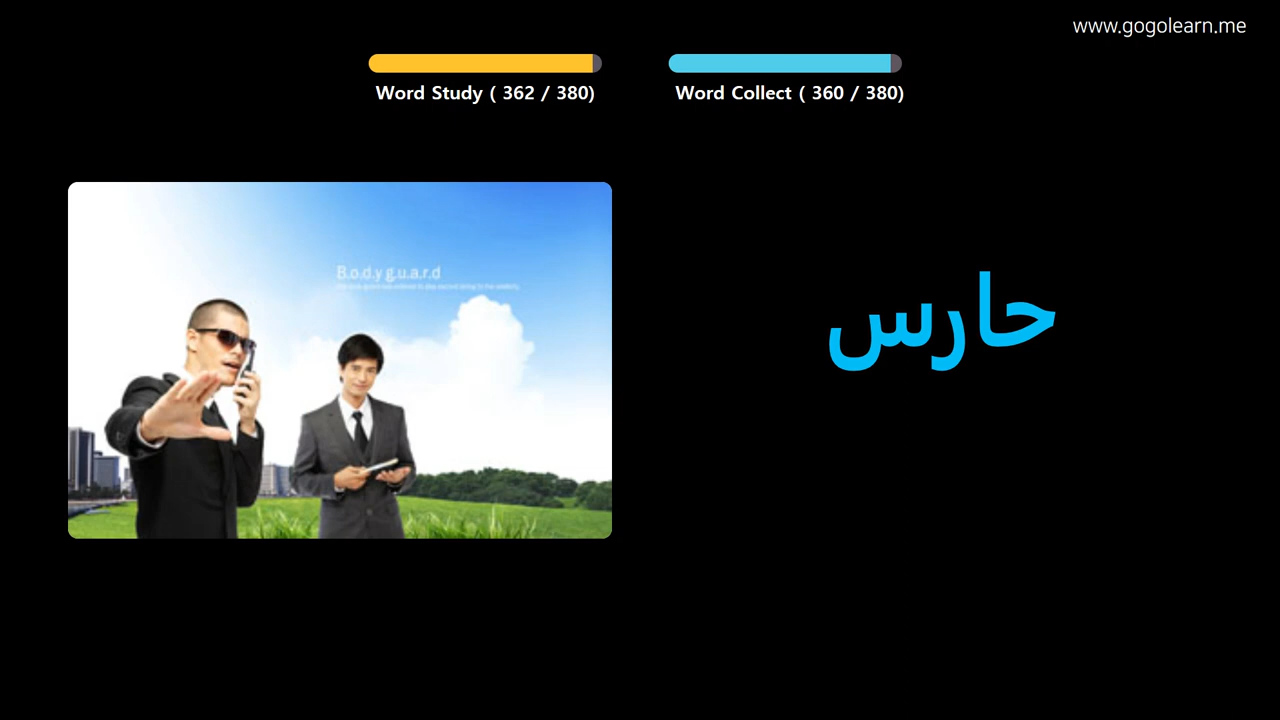 www.gogolearn.me
Word Study ( 362 / 380)
Word Collect ( 360 / 380)
B.o.d.y g.u.a.r.d
حارس